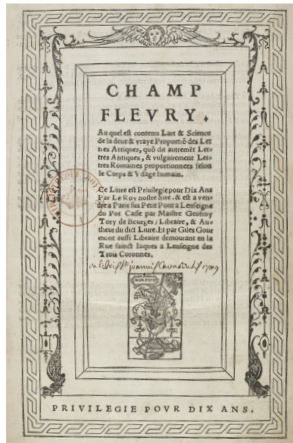 CHAMP
FLEVRY.
Au quel est contenu Lart & Science
de la deue & vraye Proportiõ des Let
tres Attiques, quõ dit autremẽt Let-
tres Antiques, & vulgairement Let-
tres Romaines proportionnees selon
le Corps & Visage humain.
Ce Liure est Priuilegie pour Dix Ans
Par Le Roy nostre sire. & est a ven-
dre a Paris sus Petit Pont a Lenseigne
du Pot Casse par Maistre Geofroy
Tory de Bourges / Libraire, & Au-
theur du dict Liure. Et par Giles Gour
mont aussi Libraire demourant en la
Rue sainct Iaques a Lenseigne des
Trois Coronnes.
PRIVILEGIE POVR DIX ANS.